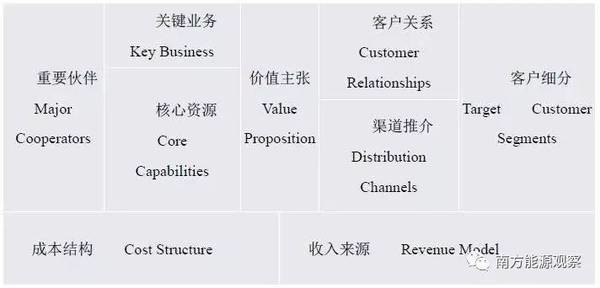 重要伙伴
Major
Cooperators
关键业务
Key Business
核心资源
Core
Capabilities
价值主张
Value
Proposition
客户关系
Customer
Relationships
渠道推介
Distribution
Channels
客户细分
Target Customer
Segments
成本结构 Cost Structure
收入来源 Revenue Model
南方能源观察